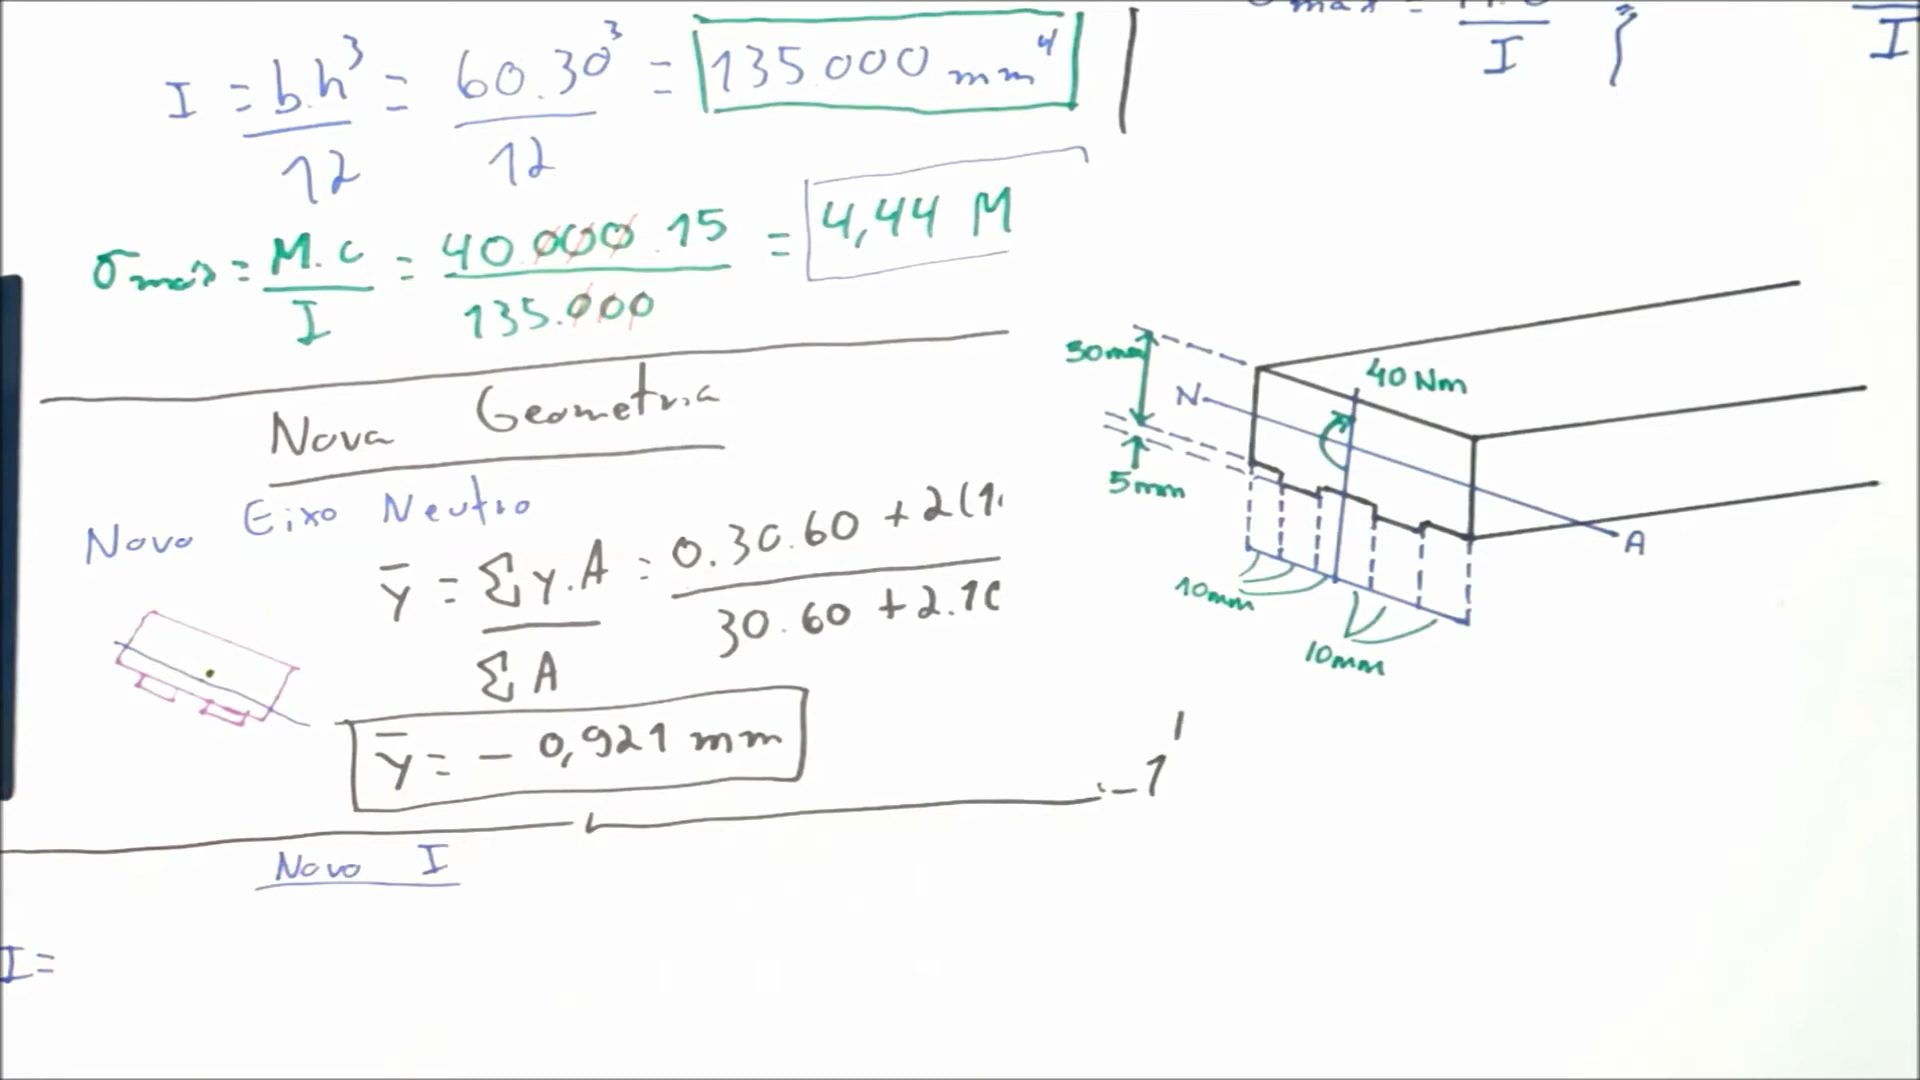 I = b.h³/12 = 60.30³/12 = 135.000 mm⁴
σmáx = M.c/I = 40.000.15/135.000 = 4,44 M
Nova Geometria
Novo Eixo Neutro
ȳ = Σy.A/ΣA = 0.30.60 + 2(1/30.60 + 2.10
ȳ = - 0,921 mm
Novo I
I =
I
I
30mm
40 Nm
N
5mm
A
10mm
10mm